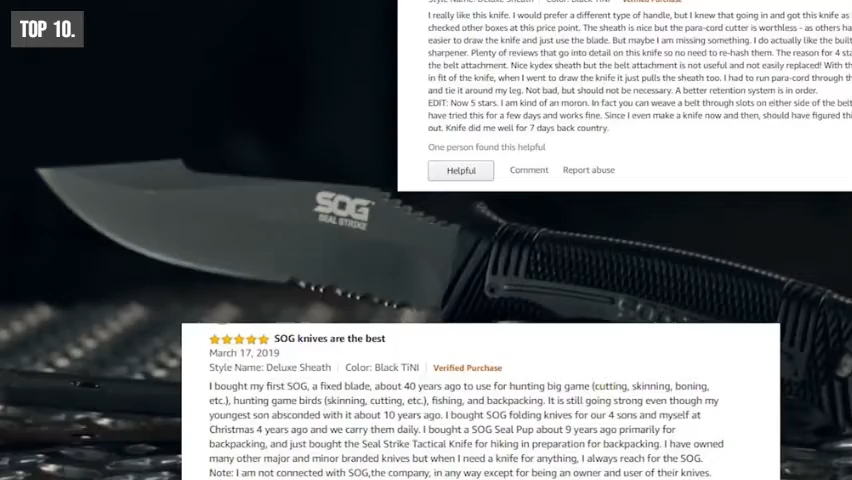 TOP 10.
Style Name: Deluxe Sheath | Color: Black TiNI | Verified Purchase
I really like this knife. I would prefer a different type of handle, but I knew that going in and got this knife as
checked other boxes at this price point. The sheath is nice but the para-cord cutter is worthless - as others ha
easier to draw the knife and just use the blade. But maybe I am missing something. I do actually like the built
sharpener. Plenty of reviews that go into detail on this knife so no need to re-hash them. The reason for 4 sta
the belt attachment. Nice kydex sheath but the belt attachment is not useful and not easily replaced! With th
in fit of the knife, when I went to draw the knife it just pulls the sheath too. I had to run para-cord through th
and tie it around my leg. Not bad, but should not be necessary. A better retention system is in order.
EDIT: Now 5 stars. I am kind of an moron. In fact you can weave a belt through slots on either side of the belt
have tried this for a few days and works fine. Since I even make a knife now and then, should have figured thi
out. Knife did me well for 7 days back country.
One person found this helpful
Helpful Comment Report abuse
SOG
SEAL STRIKE
SOG knives are the best
March 17, 2019
Style Name: Deluxe Sheath | Color: Black TiNI | Verified Purchase
I bought my first SOG, a fixed blade, about 40 years ago to use for hunting big game (cutting, skinning, boning,
etc.), hunting game birds (skinning, cutting, etc.), fishing, and backpacking. It is still going strong even though my
youngest son absconded with it about 10 years ago. I bought SOG folding knives for our 4 sons and myself at
Christmas 4 years ago and we carry them daily. I bought a SOG Seal Pup about 9 years ago primarily for
backpacking, and just bought the Seal Strike Tactical Knife for hiking in preparation for backpacking. I have owned
many other major and minor branded knives but when I need a knife for anything, I always reach for the SOG.
Note: I am not connected with SOG,the company, in any way except for being an owner and user of their knives.